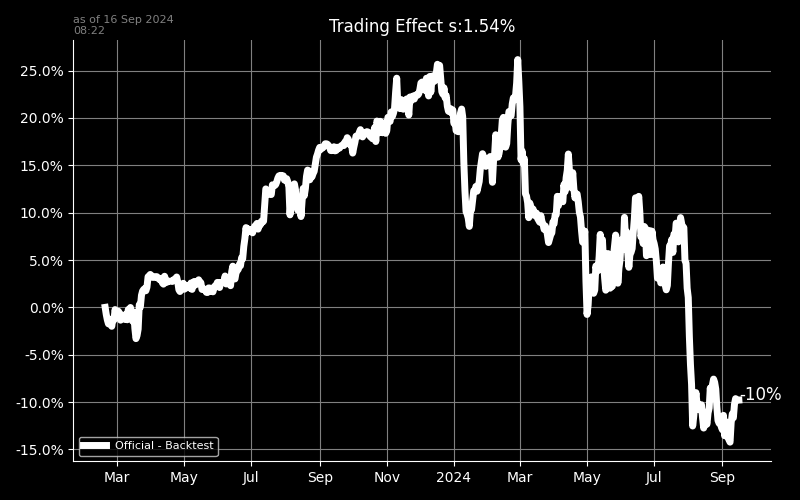 as of 16 Sep 2024
08:22
Trading Effect s:1.54%
25.0%
20.0%
15.0%
10.0%
5.0%
0.0%
-5.0%
-10.0%
-15.0%
-10%
Official - Backtest
Mar May Jul Sep Nov 2024 Mar May Jul Sep